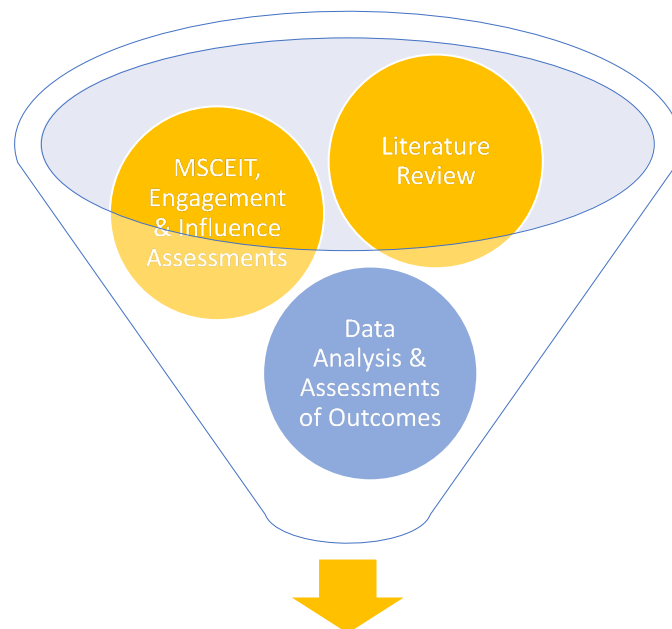 MSCEIT,
Engagement
& Influence
Assessments
Literature
Review
Data
Analysis &
Assessments
of Outcomes